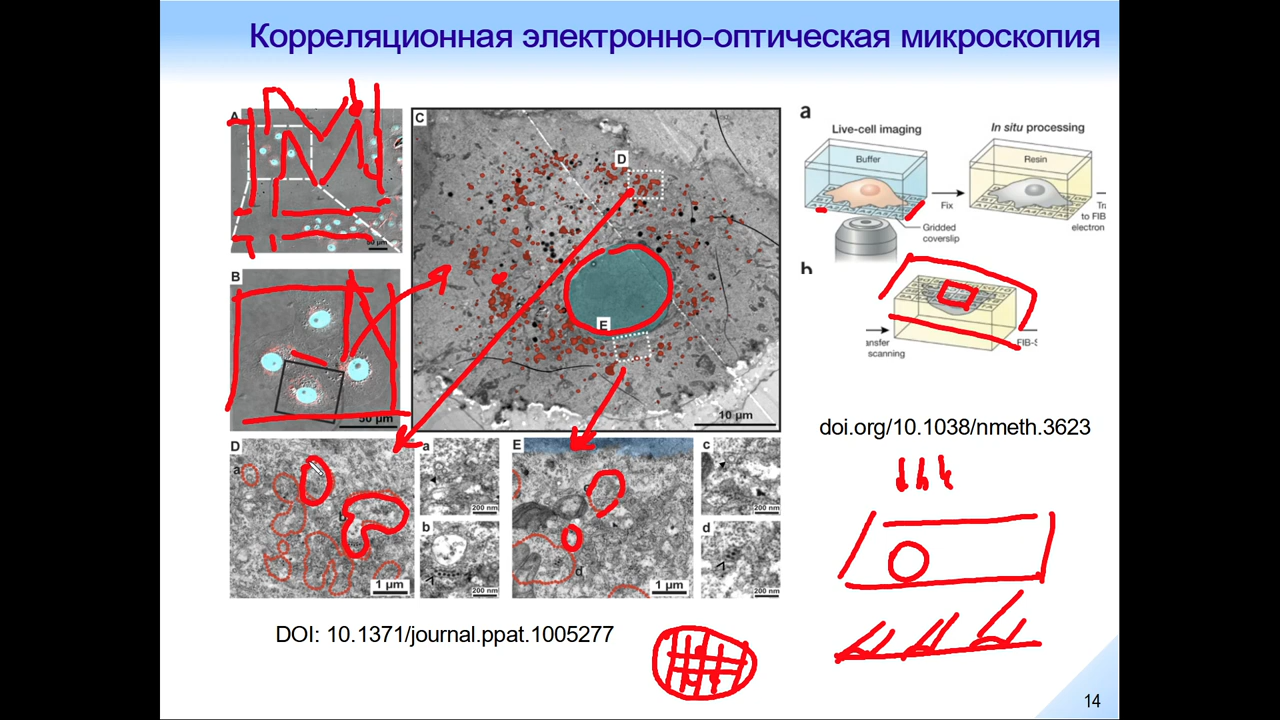 Корреляционная электронно-оптическая микроскопия
A
50 µm
B
50 µm
C
D
E
10 µm
D
a
b
1 µm
a
200 nm
b
200 nm
E
c
d
1 µm
c
200 nm
d
200 nm
DOI: 10.1371/journal.ppat.1005277
a
Live-cell imaging
In situ processing
Buffer
Resin
Fix
Gridded
coverslip
to FIB
electron
b
scanning
doi.org/10.1038/nmeth.3623
14